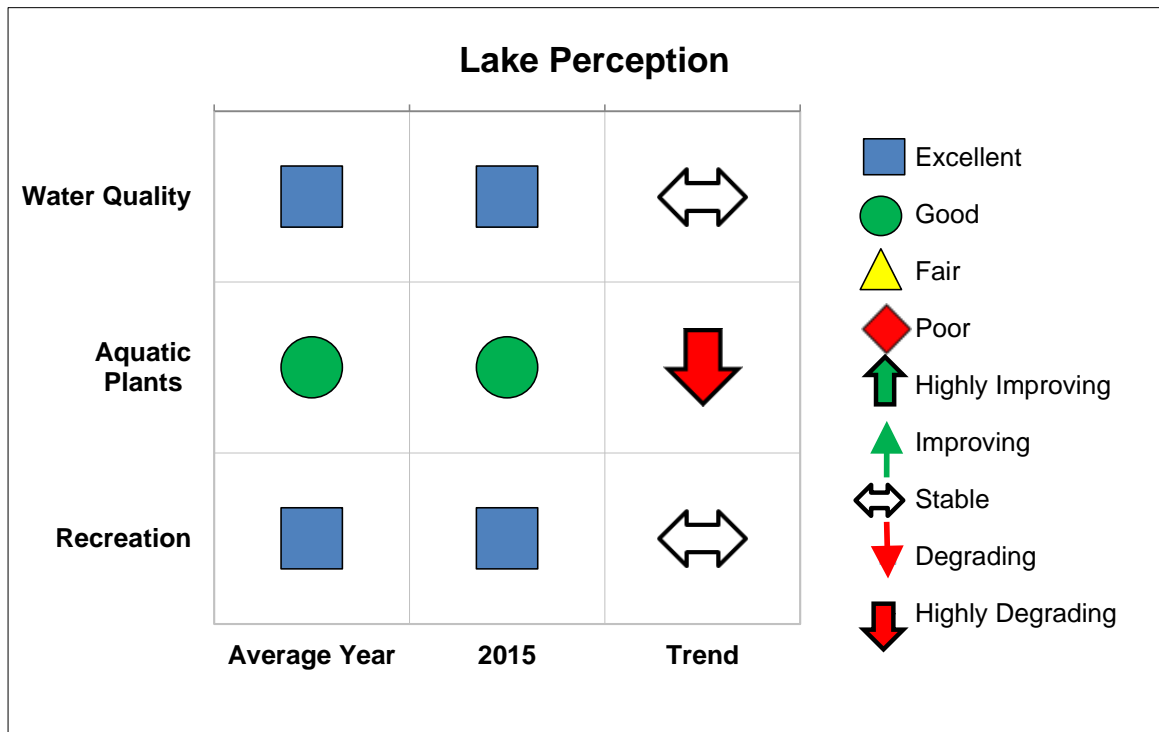 Lake Perception
Water Quality
Aquatic
Plants
Recreation
Average Year
2015
Trend
Excellent
Good
Fair
Poor
Highly Improving
Improving
Stable
Degrading
Highly Degrading